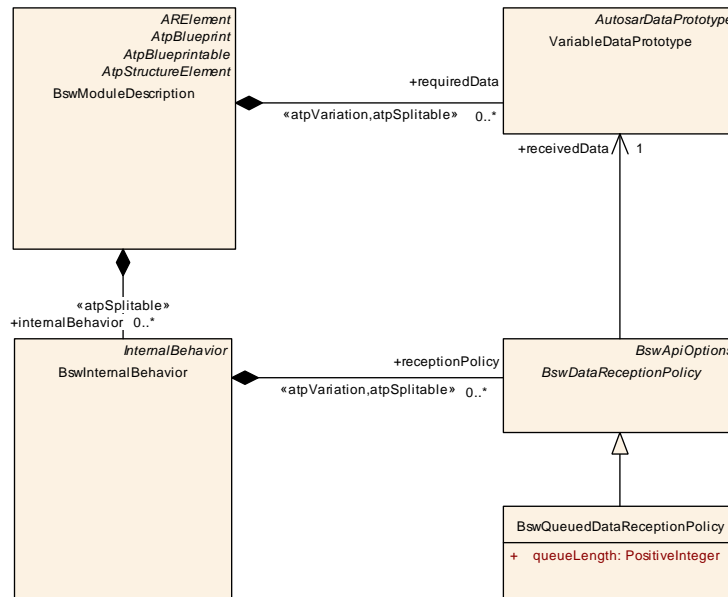 ARElement
AtpBlueprint
AtpBlueprintable
AtpStructureElement
BswModuleDescription
AutosarDataPrototype
VariableDataPrototype
+requiredData
«atpVariation,atpSplitable» 0..*
+receivedData 1
«atpSplitable»
+internalBehavior 0..*
InternalBehavior
BswInternalBehavior
+receptionPolicy
«atpVariation,atpSplitable» 0..*
BswApiOptions
BswDataReceptionPolicy
BswQueuedDataReceptionPolicy
+ queueLength: PositiveInteger